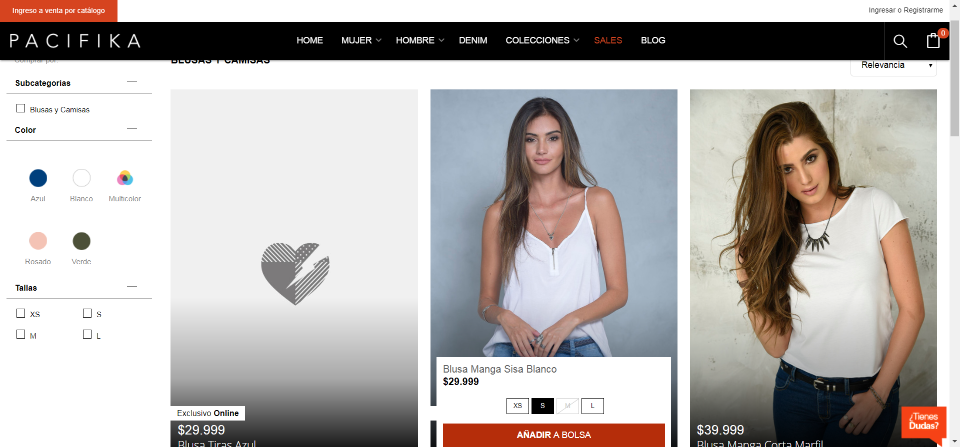 Ingreso a venta por catálogo
Ingresar o Registrarme
PACIFIKA
HOME MUJER HOMBRE DENIM COLECCIONES SALES BLOG
0
Comprar por:
BLUSAS Y CAMISAS
Relevancia
Subcategorías
Blusas y Camisas
Color
Azul Blanco Multicolor
Rosado Verde
Tallas
XS S
M L
Exclusivo Online
$29.999
Blusa Tiras Azul
Blusa Manga Sisa Blanco
$29.999
XS S M L
AÑADIR A BOLSA
$39.999
Blusa Manga Corta Marfil
¿Tienes
Dudas?